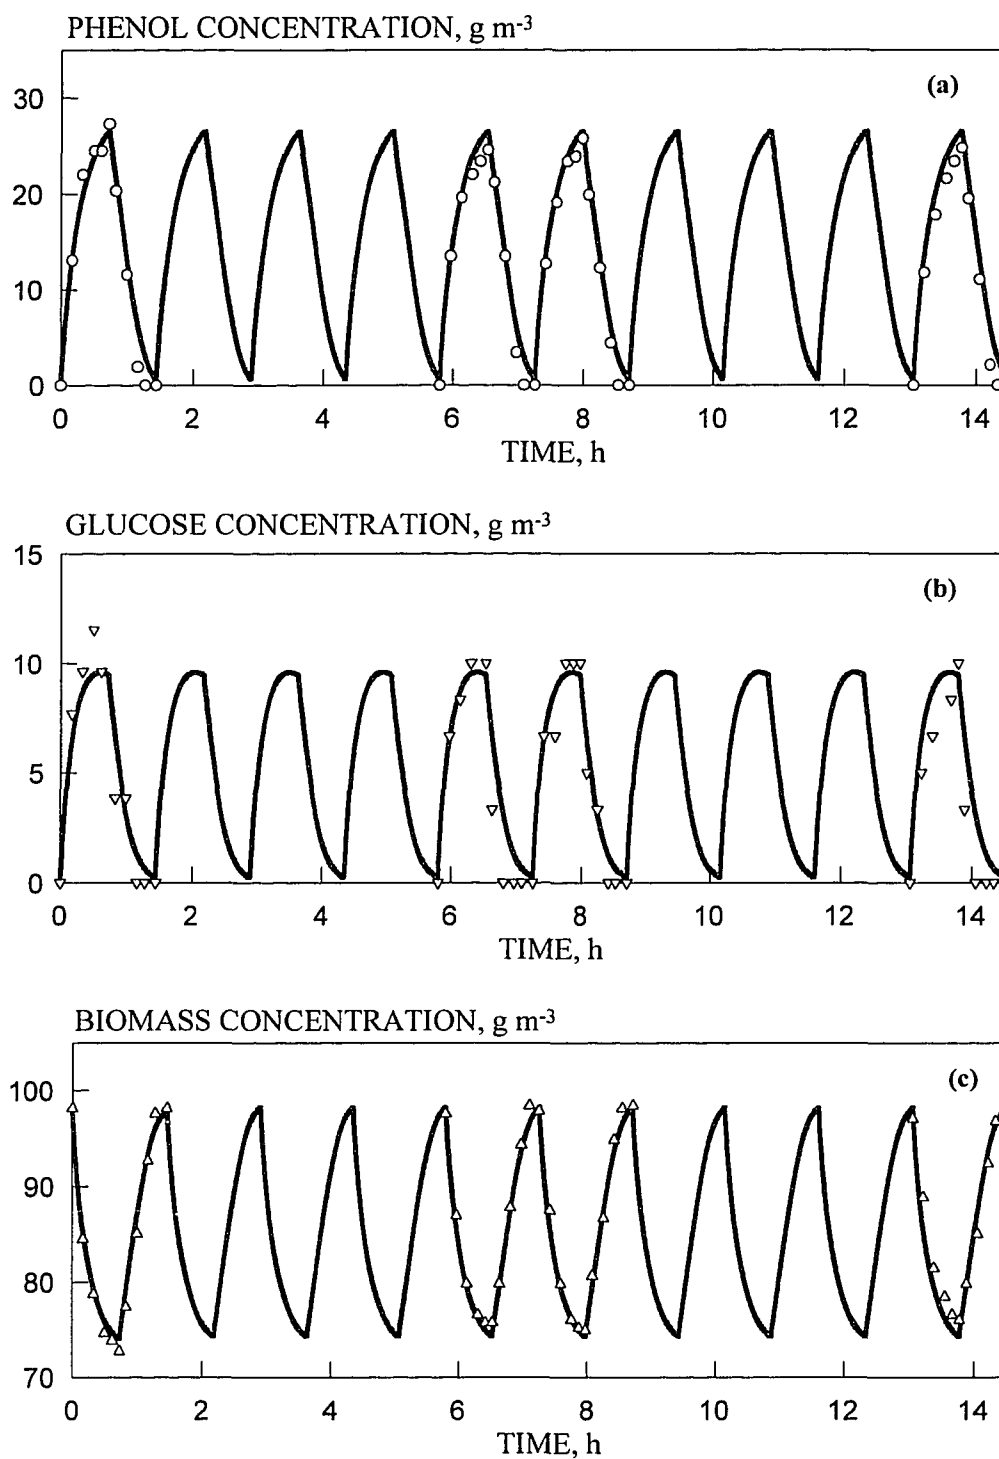 PHENOL CONCENTRATION, g m-3
(a)
30
20
10
0
0 2 4 6 8 10 12 14
TIME, h
GLUCOSE CONCENTRATION, g m-3
15
(b)
10
5
0
0 2 4 6 8 10 12 14
TIME, h
BIOMASS CONCENTRATION, g m-3
(c)
100
90
80
70
0 2 4 6 8 10 12 14
TIME, h